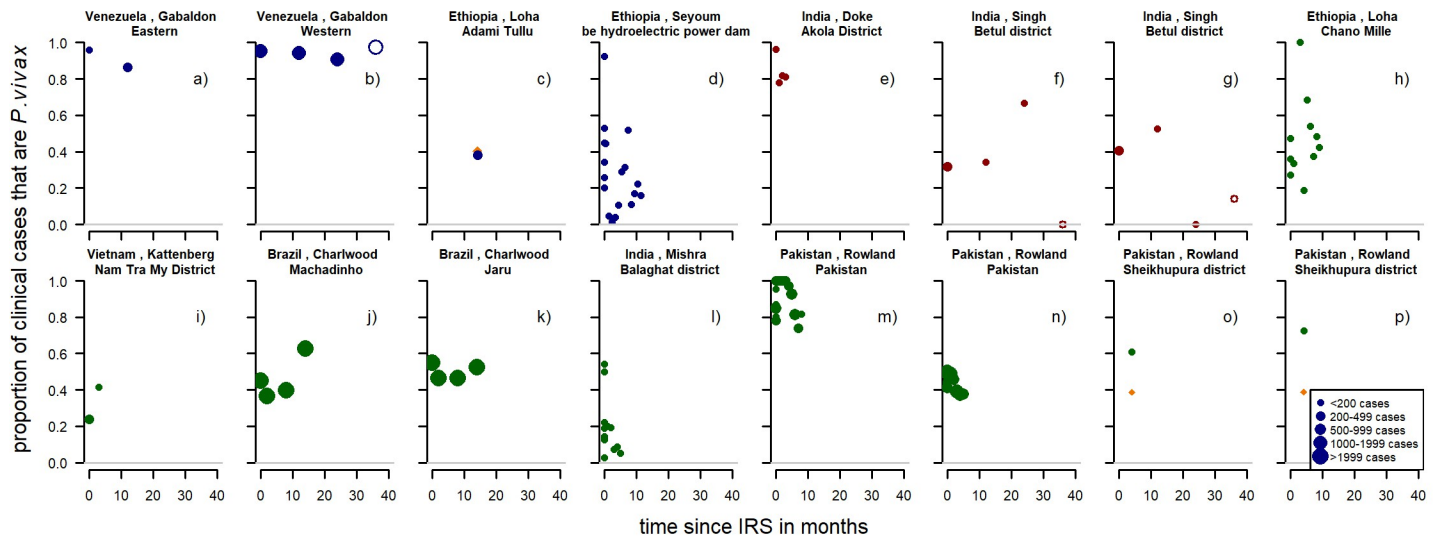 Venezuela , Gabaldon
Eastern
Venezuela , Gabaldon
Western
Ethiopia , Loha
Adami Tullu
Ethiopia , Seyoum
be hydroelectric power dam
India , Doke
Akola District
India , Singh
Betul district
India , Singh
Betul district
Ethiopia , Loha
Chano Mille
1.0
0.8
0.6
0.4
0.2
0.0
a)
b)
c)
d)
e)
f)
g)
h)
proportion of clinical cases that are P.vivax
Vietnam , Kattenberg
Nam Tra My District
Brazil , Charlwood
Machadinho
Brazil , Charlwood
Jaru
India , Mishra
Balaghat district
Pakistan , Rowland
Pakistan
Pakistan , Rowland
Pakistan
Pakistan , Rowland
Sheikhupura district
Pakistan , Rowland
Sheikhupura district
1.0
0.8
0.6
0.4
0.2
0.0
i)
j)
k)
l)
m)
n)
o)
p)
<200 cases
200-499 cases
500-999 cases
1000-1999 cases
>1999 cases
0 10 20 30 40
0 10 20 30 40
0 10 20 30 40
0 10 20 30 40
0 10 20 30 40
0 10 20 30 40
0 10 20 30 40
0 10 20 30 40
time since IRS in months